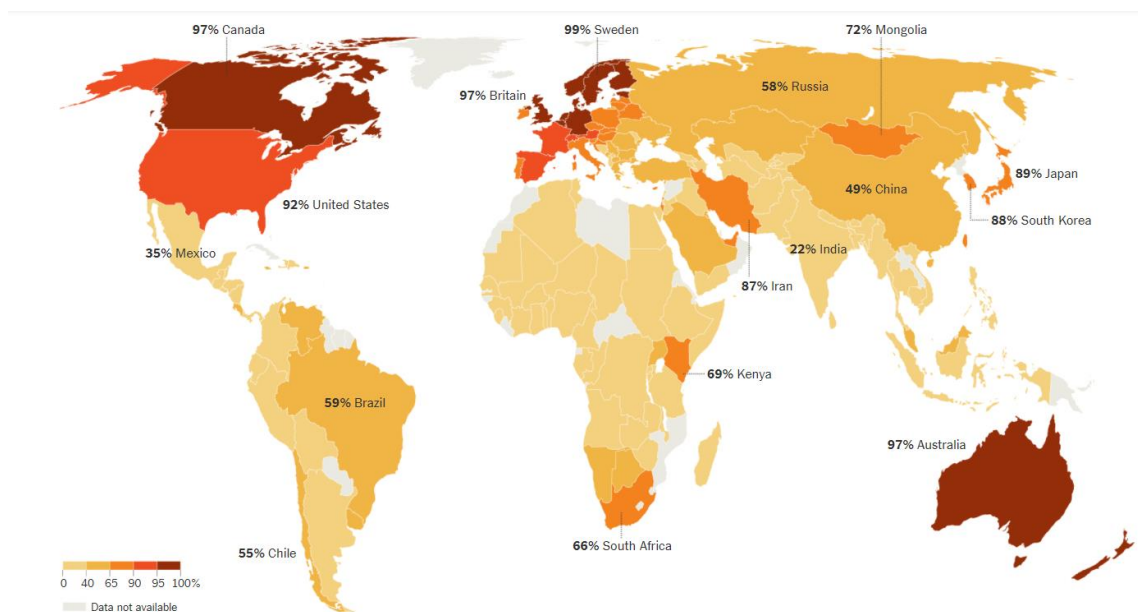 97% Canada
99% Sweden
72% Mongolia
97% Britain
58% Russia
89% Japan
49% China
92% United States
88% South Korea
35% Mexico
22% India
87% Iran
69% Kenya
59% Brazil
97% Australia
66% South Africa
55% Chile
0 40 65 90 95 100%
Data not available